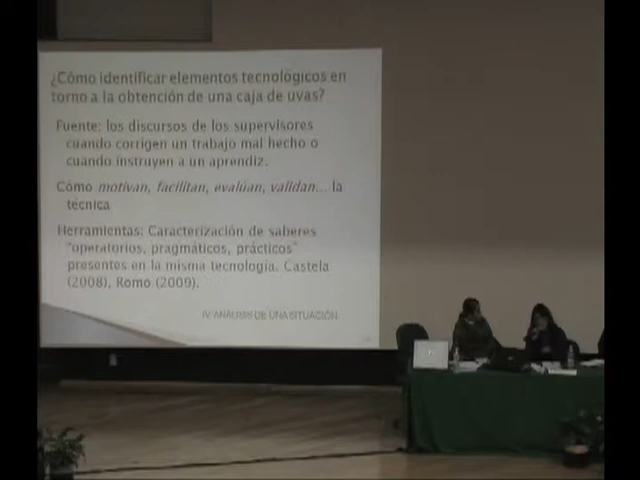 ¿Cómo identificar elementos tecnológicos en
torno a la obtención de una caja de uvas?
Fuente: los discursos de los supervisores
cuando corrigen un trabajo mal hecho o
cuando instruyen a un aprendiz.
Cómo motivan, facilitan, evalúan, validan... la
técnica
Herramientas: Caracterización de saberes
"operatorios, pragmáticos, prácticos"
presentes en la misma tecnología. Castela
(2008), Romo (2009).
IV. ANÁLISIS DE UNA SITUACIÓN